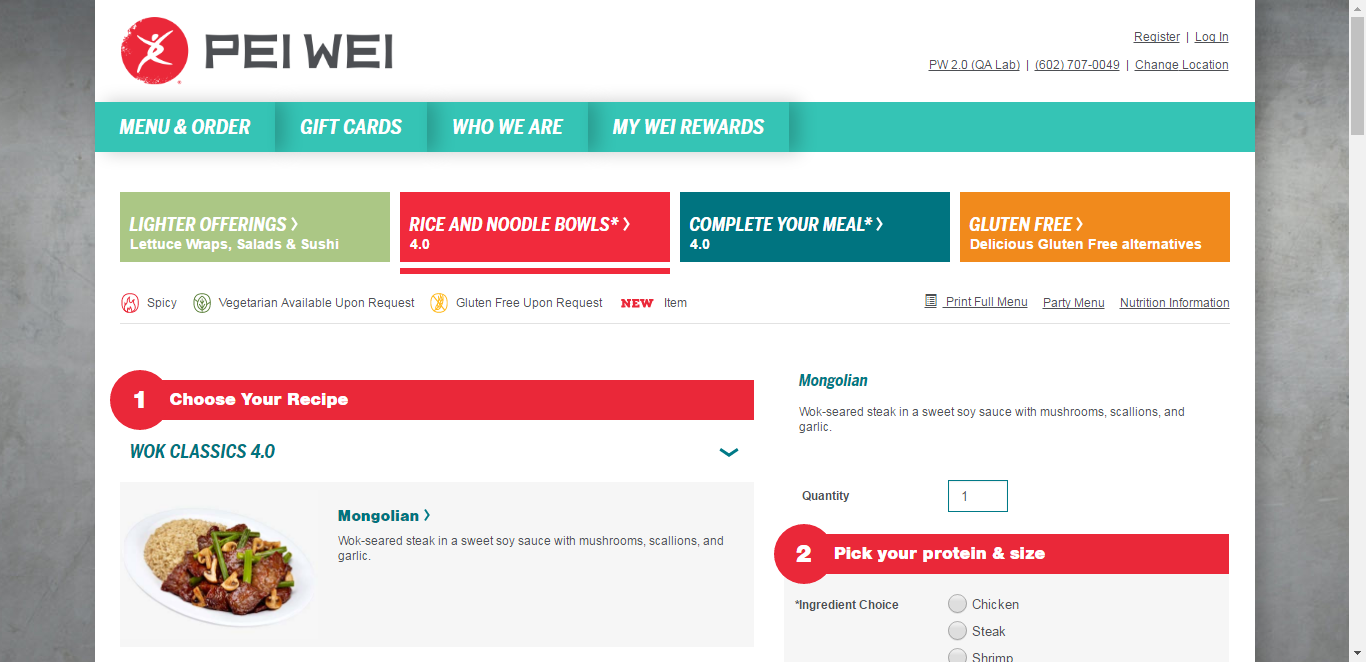 PEI WEI
Register | Log In
PW 2.0 (QA Lab) | (602) 707-0049 | Change Location
MENU & ORDER
GIFT CARDS
WHO WE ARE
MY WEI REWARDS
LIGHTER OFFERINGS >
Lettuce Wraps, Salads & Sushi
RICE AND NOODLE BOWLS* >
4.0
COMPLETE YOUR MEAL* >
4.0
GLUTEN FREE >
Delicious Gluten Free alternatives
Spicy
Vegetarian Available Upon Request
Gluten Free Upon Request
NEW Item
Print Full Menu
Party Menu
Nutrition Information
1 Choose Your Recipe
WOK CLASSICS 4.0
Mongolian >
Wok-seared steak in a sweet soy sauce with mushrooms, scallions, and
garlic.
Mongolian
Wok-seared steak in a sweet soy sauce with mushrooms, scallions, and
garlic.
Quantity 1
2 Pick your protein & size
*Ingredient Choice
Chicken
Steak
Shrimp